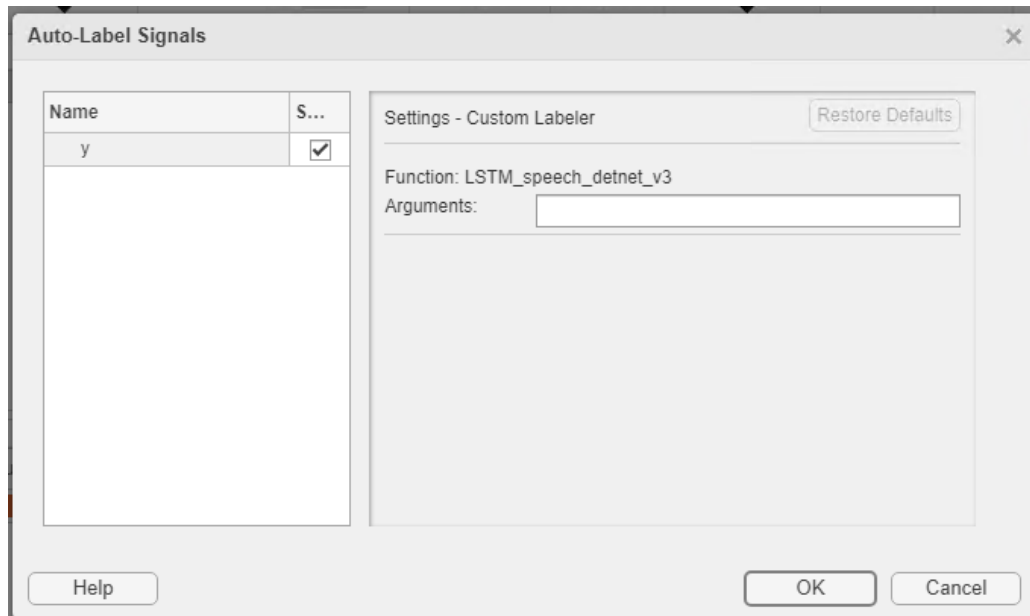 Auto-Label Signals
Name
S...
y
Settings - Custom Labeler
Restore Defaults
Function: LSTM_speech_detnet_v3
Arguments:
Help
OK
Cancel